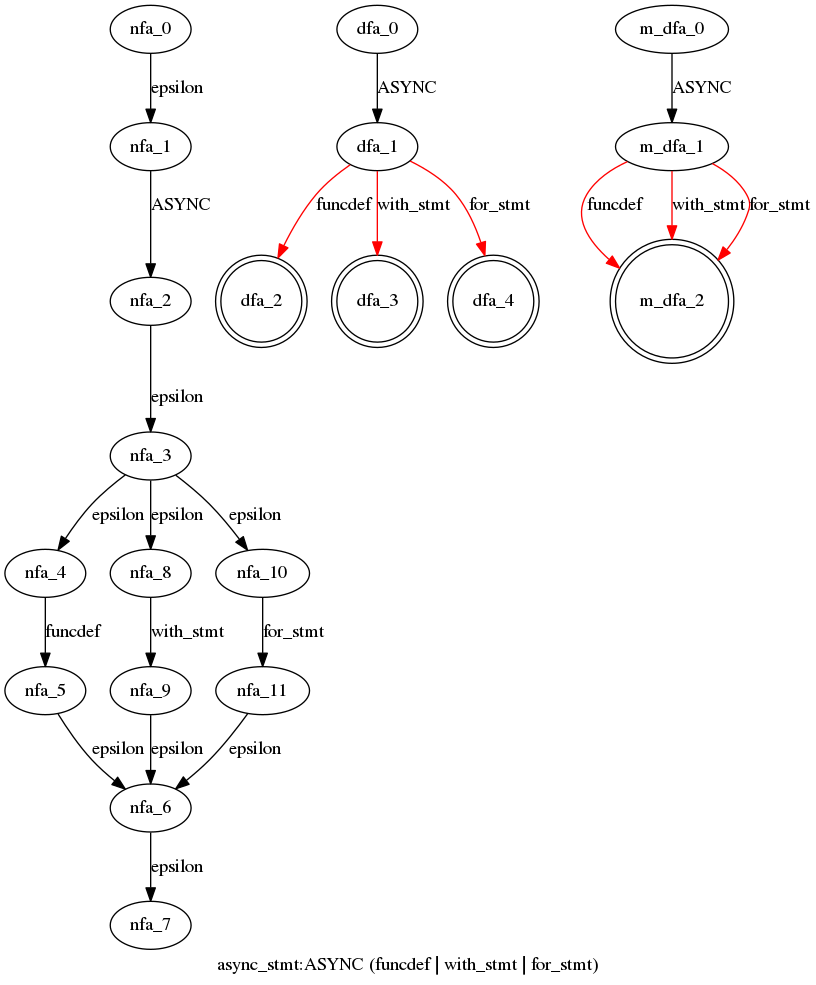 nfa_0
dfa_0
m_dfa_0
epsilon
ASYNC
ASYNC
nfa_1
dfa_1
m_dfa_1
ASYNC
funcdef
with_stmt
for_stmt
funcdef
with_stmt
for_stmt
nfa_2
dfa_2
dfa_3
dfa_4
m_dfa_2
epsilon
nfa_3
epsilon
epsilon
epsilon
nfa_4
nfa_8
nfa_10
funcdef
with_stmt
for_stmt
nfa_5
nfa_9
nfa_11
epsilon
epsilon
epsilon
nfa_6
epsilon
nfa_7
async_stmt:ASYNC (funcdef | with_stmt | for_stmt)